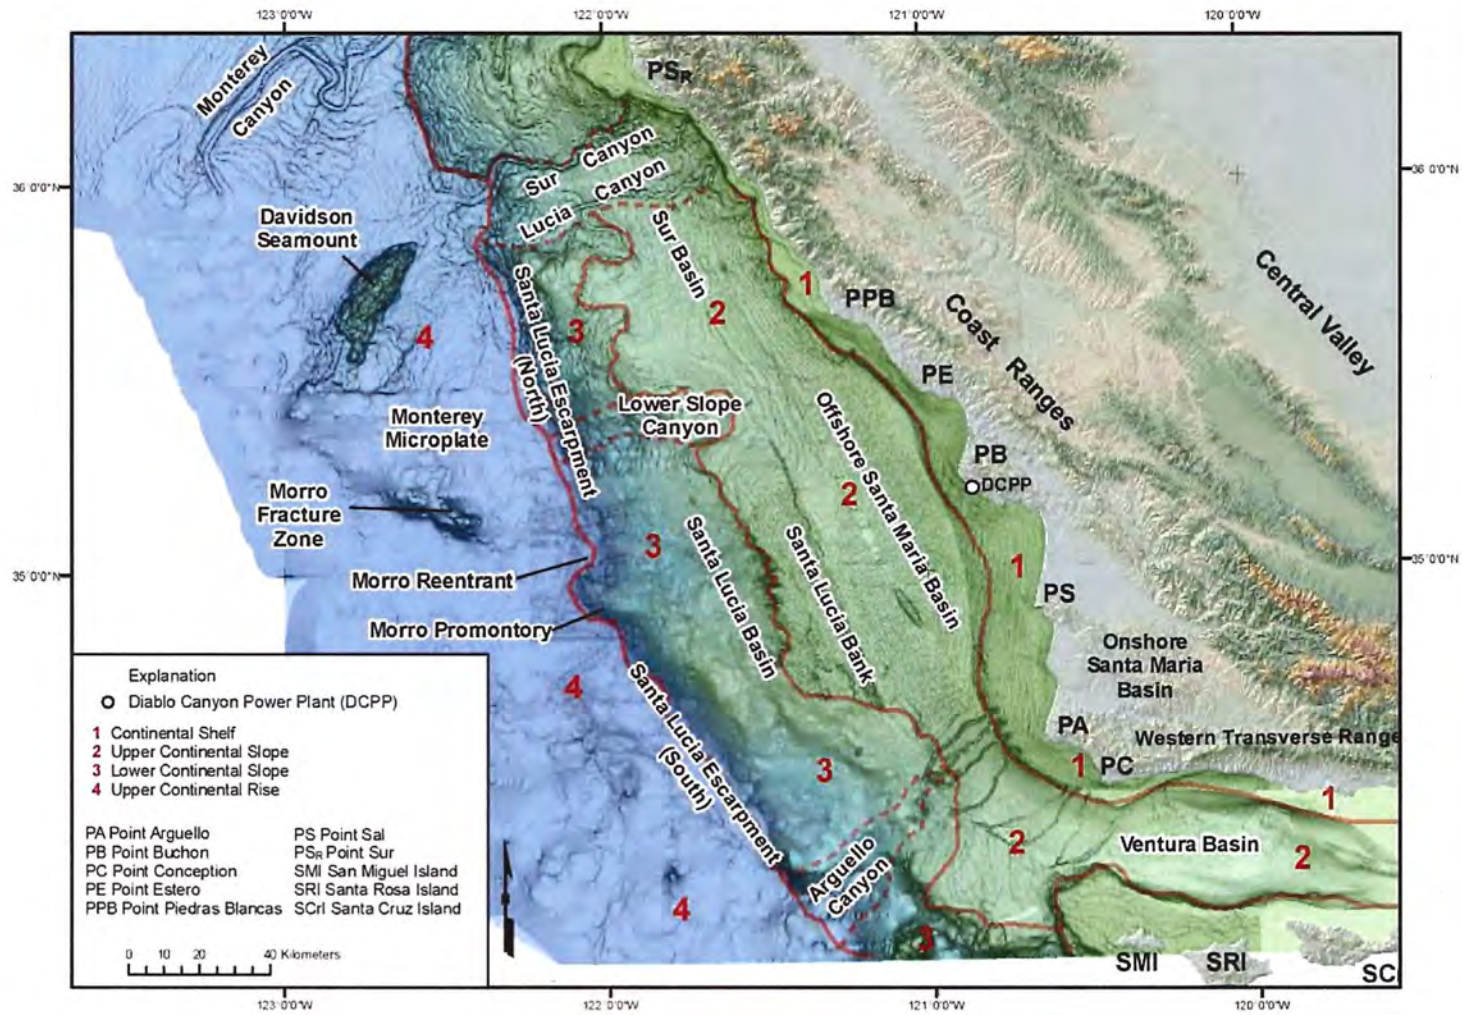 123°0'0"W
122°0'0"W
121°0'0"W
120°0'0"W
Monterey
Canyon
PSR
36°0'0"N
36°0'0"N
Sur Canyon
Lucia Canyon
Davidson
Seamount
Sur Basin
1
PPB
Central Valley
Coast Ranges
4
3
2
Santa Lucia Escarpment
(North)
PE
Monterey
Microplate
Lower Slope
Canyon
Offshore Santa Maria Basin
PB
DCPP
Morro
Fracture
Zone
2
3
1
Santa Lucia Basin
Santa Lucia Bank
35°0'0"N
35°0'0"N
Morro Reentrant
PS
Morro Promontory
Onshore
Santa Maria
Basin
4
Santa Lucia Escarpment
(South)
PA
Western Transverse Range
1
PC
3
1
2
Ventura Basin
2
Arguello
Canyon
4
3
SMI
SRI
SC
Explanation
Diablo Canyon Power Plant (DCPP)
1 Continental Shelf
2 Upper Continental Slope
3 Lower Continental Slope
4 Upper Continental Rise
PA Point Arguello
PB Point Buchon
PC Point Conception
PE Point Estero
PPB Point Piedras Blancas
PS Point Sal
PSR Point Sur
SMI San Miguel Island
SRI Santa Rosa Island
SCrI Santa Cruz Island
0 10 20 40 Kilometers
123°0'0"W
122°0'0"W
121°0'0"W
120°0'0"W